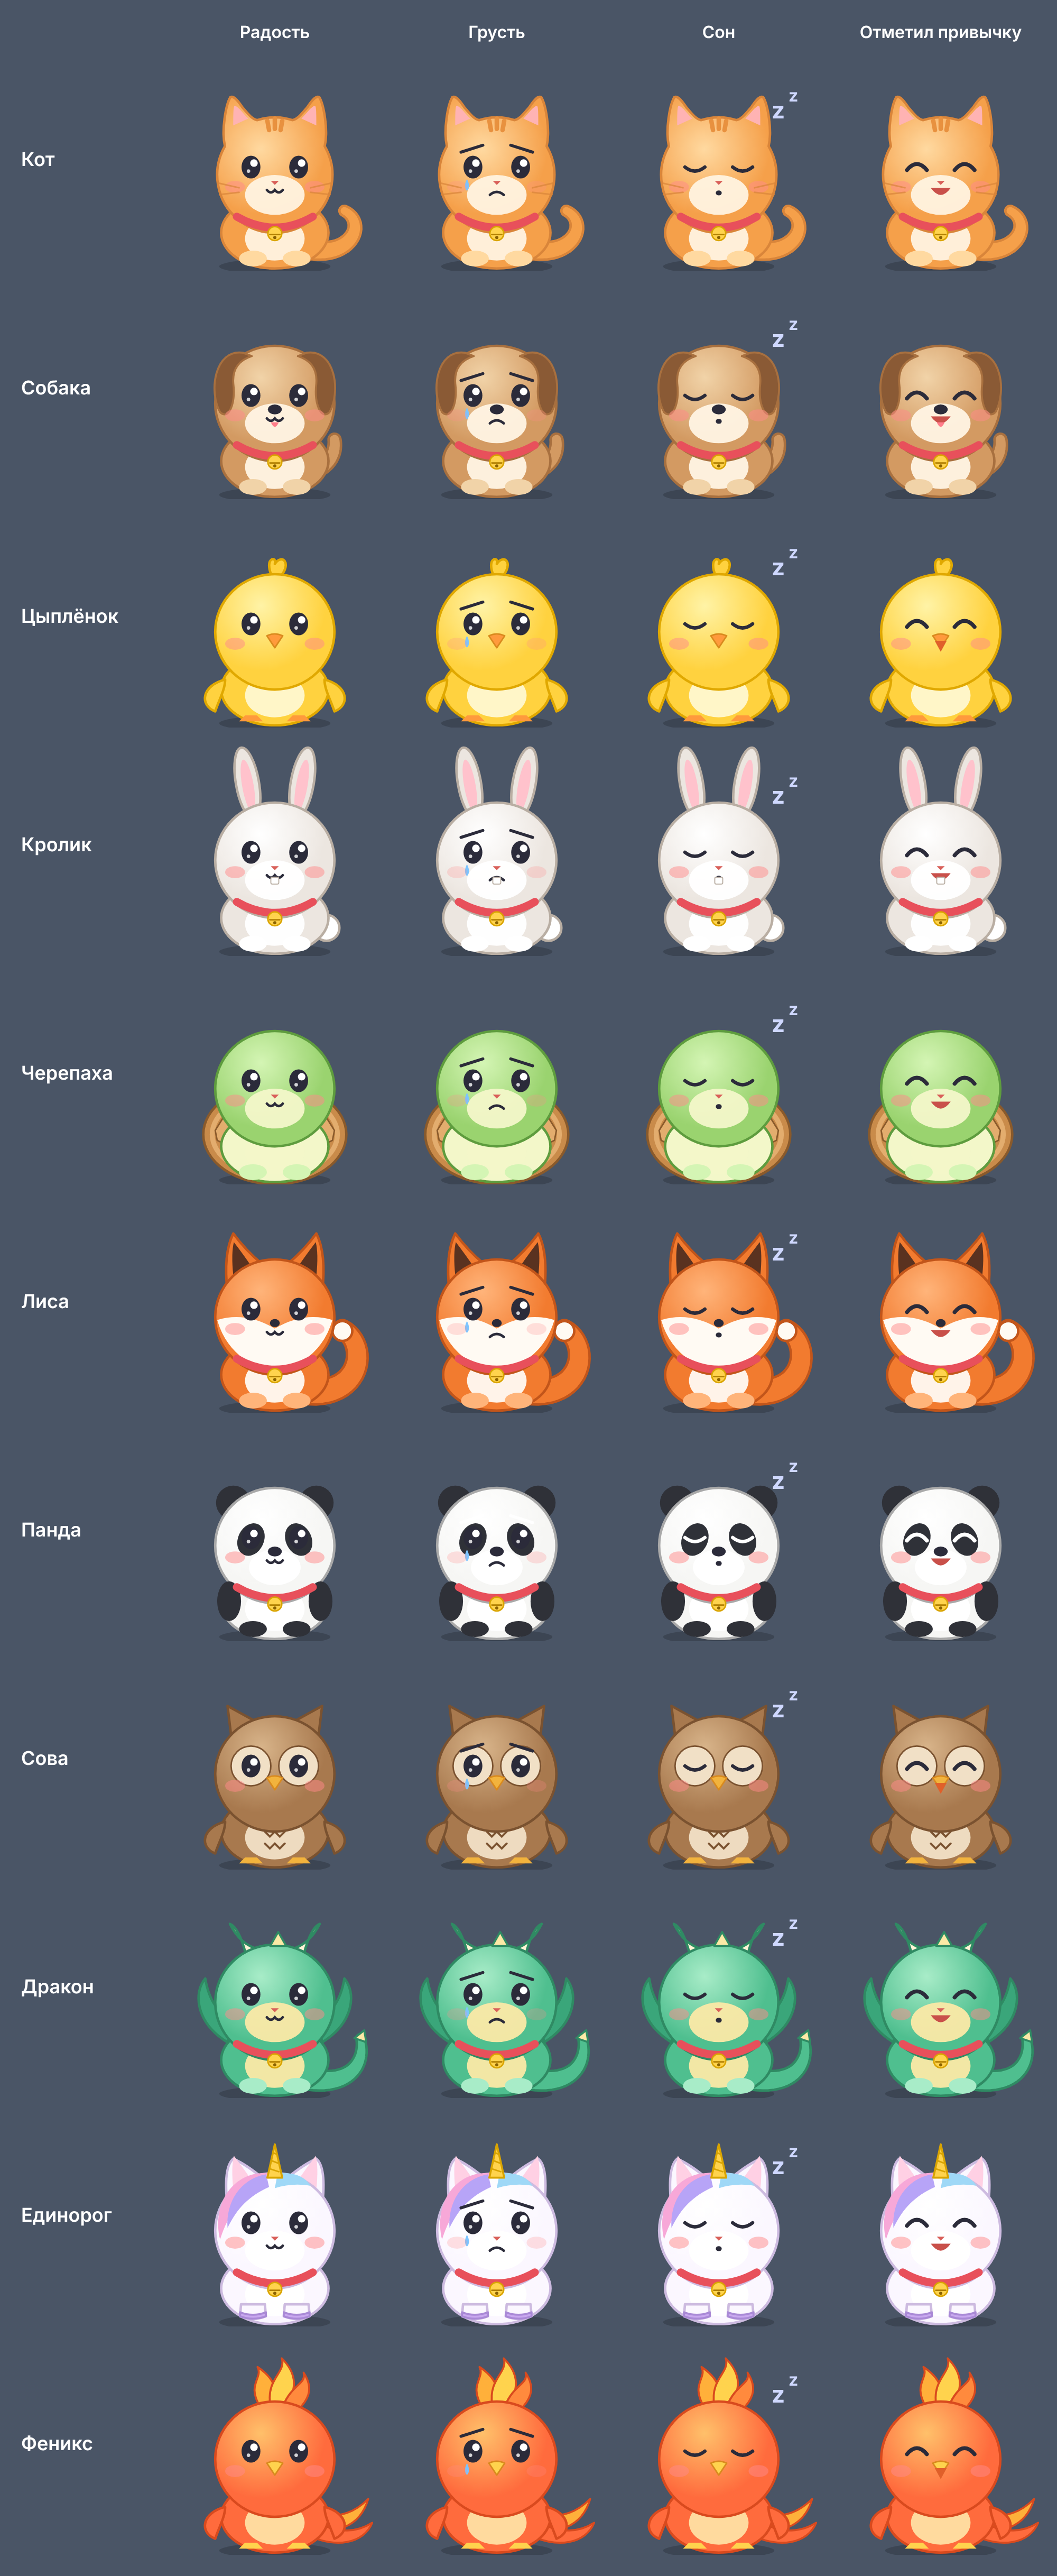 Радость Грусть Сон Отметил привычку
z z
Кот
z z
Собака
z z
Цыплёнок
z z
Кролик
z z
Черепаха
z z
Лиса
z z
Панда
z z
Сова
z z
Дракон
z z
Единорог
z z
Феникс